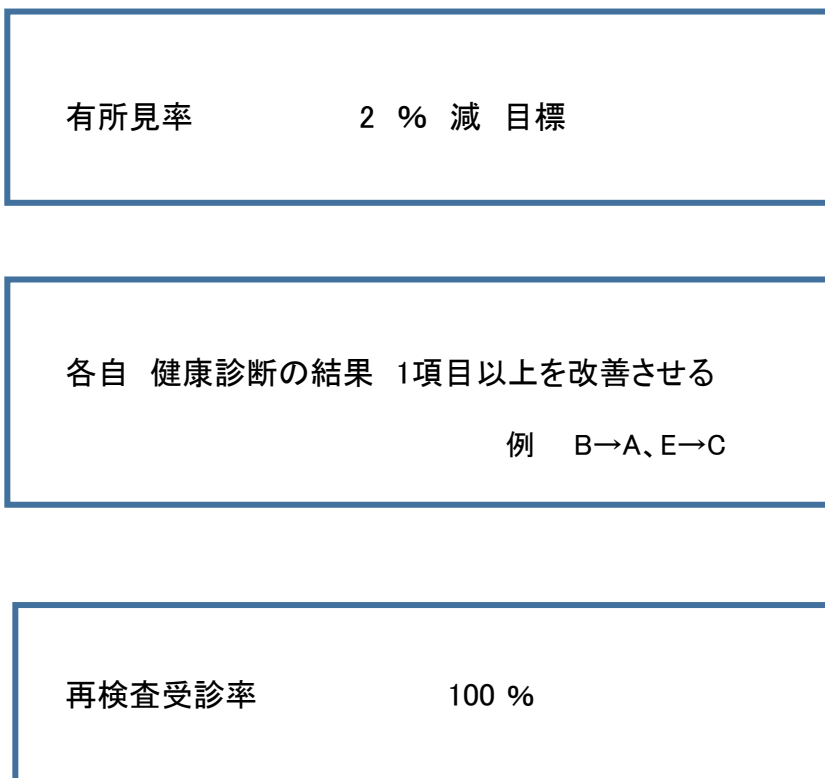 有所見率　２　％　減　目標
各自　健康診断の結果　1項目以上を改善させる
例　B→A、E→C
再検査受診率　100 ％